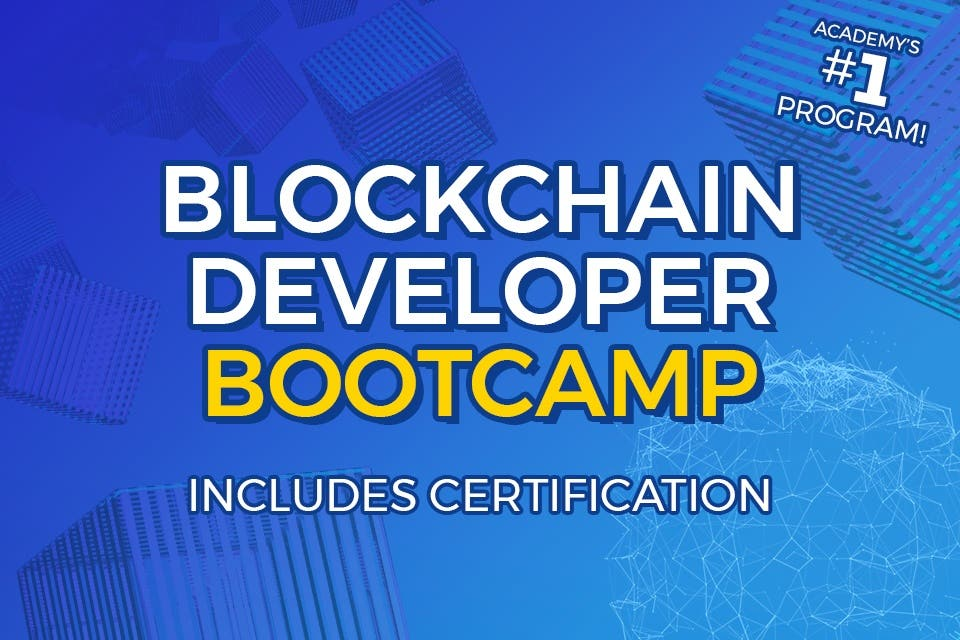 ACADEMY'S
#1
PROGRAM!
BLOCKCHAIN
DEVELOPER
BOOTCAMP
INCLUDES CERTIFICATION